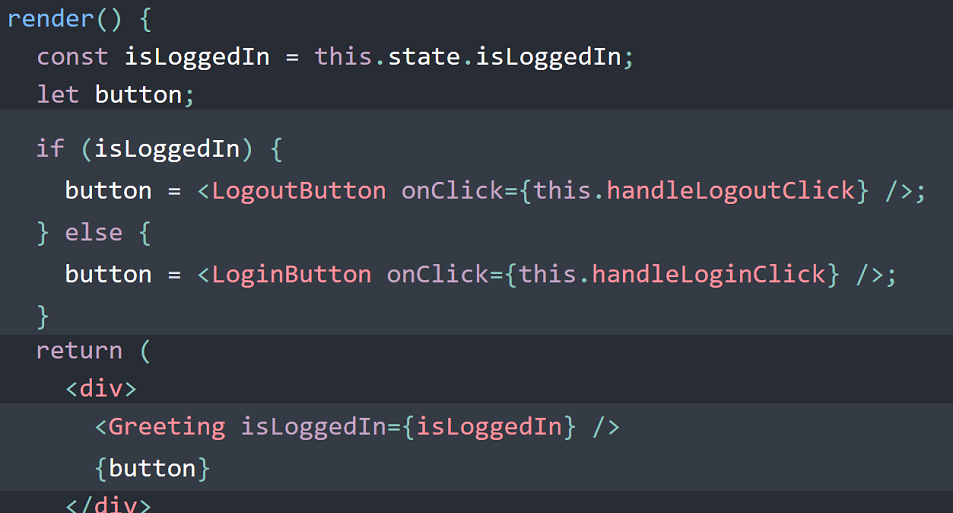 render() {
const isLoggedIn = this.state.isLoggedIn;
let button;
if (isLoggedIn) {
button = <LogoutButton onClick={this.handleLogoutClick} />;
} else {
button = <LoginButton onClick={this.handleLoginClick} />;
}
return (
<div>
<Greeting isLoggedIn={isLoggedIn} />
{button}
</div>